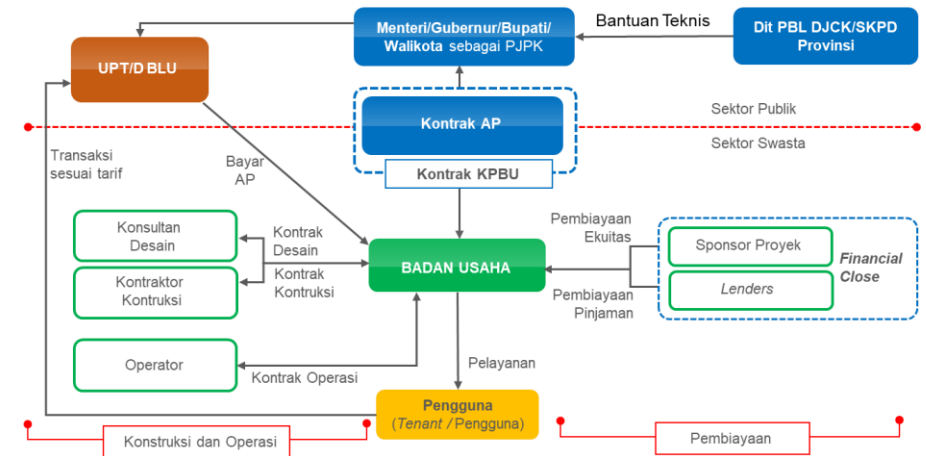 Menteri/Gubernur/Bupati/
Walikota sebagai PJPK
Bantuan Teknis
Dit PBL DJCK/SKPD
Provinsi
UPT/D BLU
Kontrak AP
Sektor Publik
Sektor Swasta
Transaksi
sesuai tarif
Bayar
AP
Kontrak KPBU
Konsultan
Desain
Kontrak
Desain
Kontraktor
Kontruksi
Kontrak
Kontruksi
BADAN USAHA
Pembiayaan
Ekuitas
Sponsor Proyek
Financial
Close
Lenders
Pembiayaan
Pinjaman
Operator
Kontrak Operasi
Pelayanan
Pengguna
(Tenant /Pengguna)
Konstruksi dan Operasi
Pembiayaan